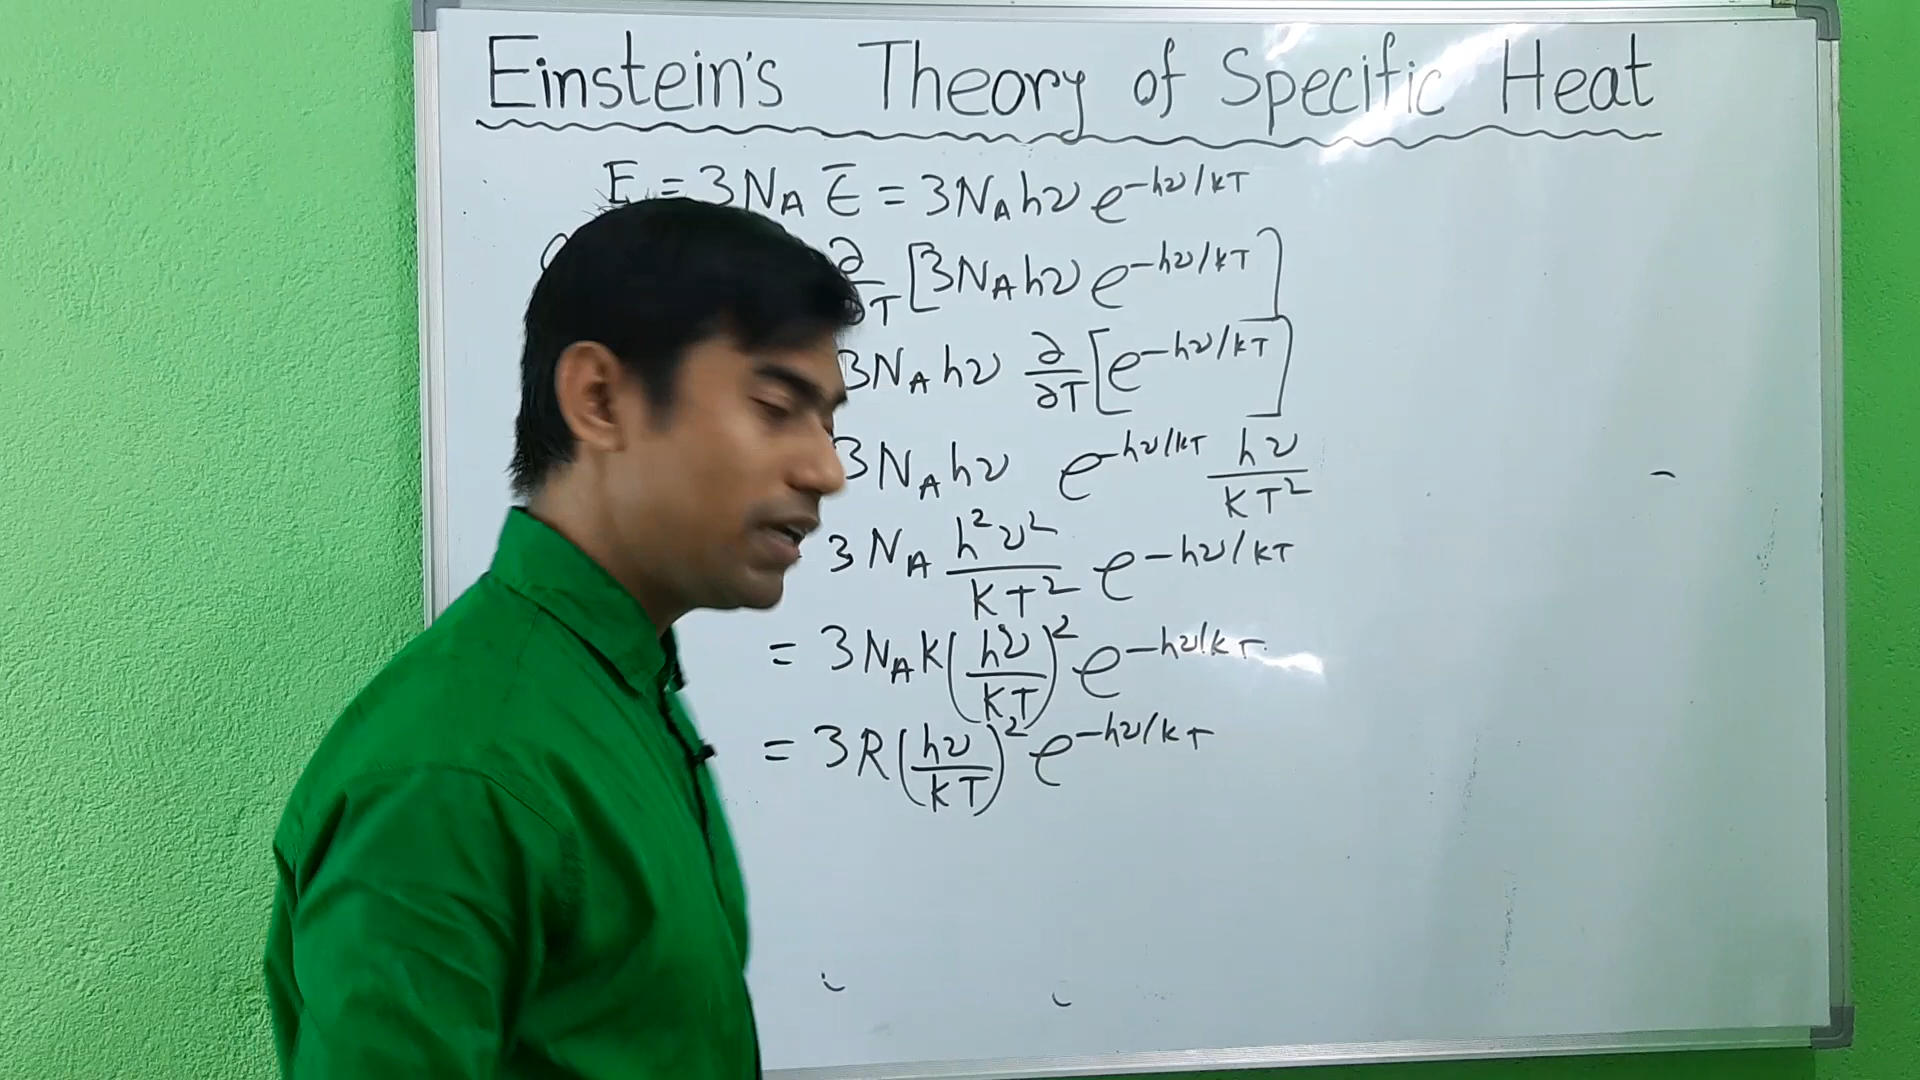 Einstein's Theory of Specific Heat
E = 3N_A Ē = 3N_A hν e^{-hν/kT}
∂/∂T [3N_A hν e^{-hν/kT}]
3N_A hν ∂/∂T [e^{-hν/kT}]
3N_A hν e^{-hν/kT} hν/KT²
3N_A h²ν²/KT² e^{-hν/kT}
= 3N_A K(hν/KT)² e^{-hν/kT}
= 3R(hν/kT)² e^{-hν/kT}